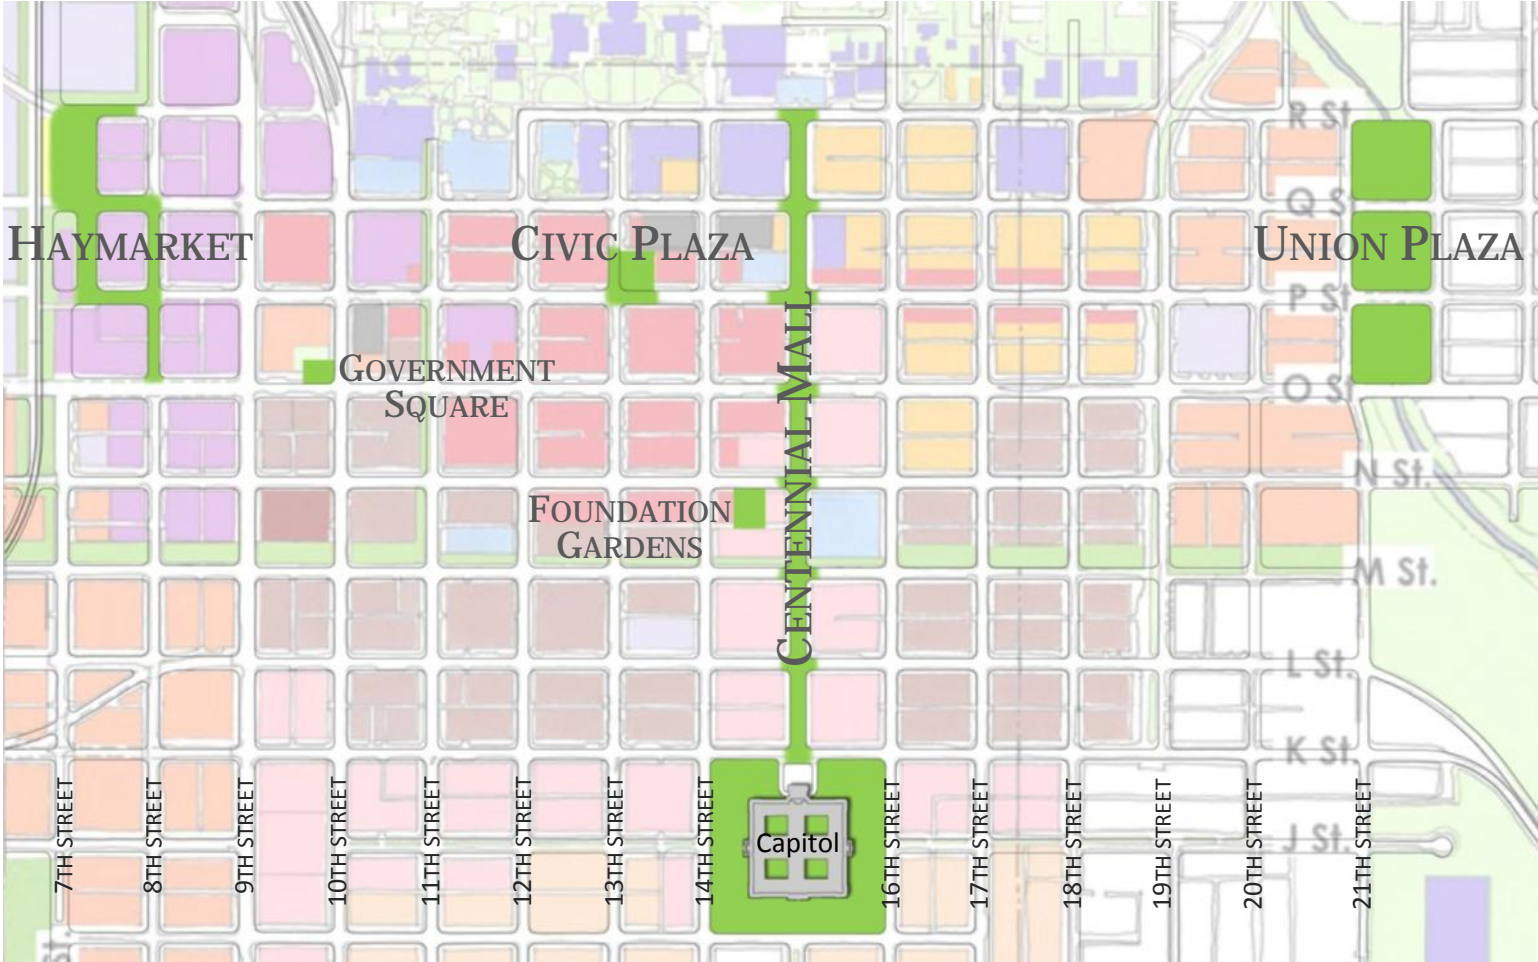 R St
Q S
HAYMARKET
CIVIC PLAZA
UNION PLAZA
P St
GOVERNMENT
SQUARE
O St
CENTENNIAL MALL
N St.
FOUNDATION
GARDENS
M St.
L St.
K St.
J St.
7TH STREET
8TH STREET
9TH STREET
10TH STREET
11TH STREET
12TH STREET
13TH STREET
14TH STREET
Capitol
16TH STREET
17TH STREET
18TH STREET
19TH STREET
20TH STREET
21TH STREET
St.